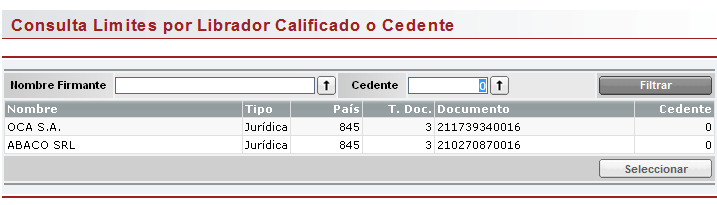 Consulta Limites por Librador Calificado o Cedente
Nombre Firmante ↑ Cedente 0 ↑ Filtrar
Nombre Tipo País T. Doc. Documento Cedente
OCA S.A. Jurídica 845 3 211739340016 0
ABACO SRL Jurídica 845 3 210270870016 0
Seleccionar